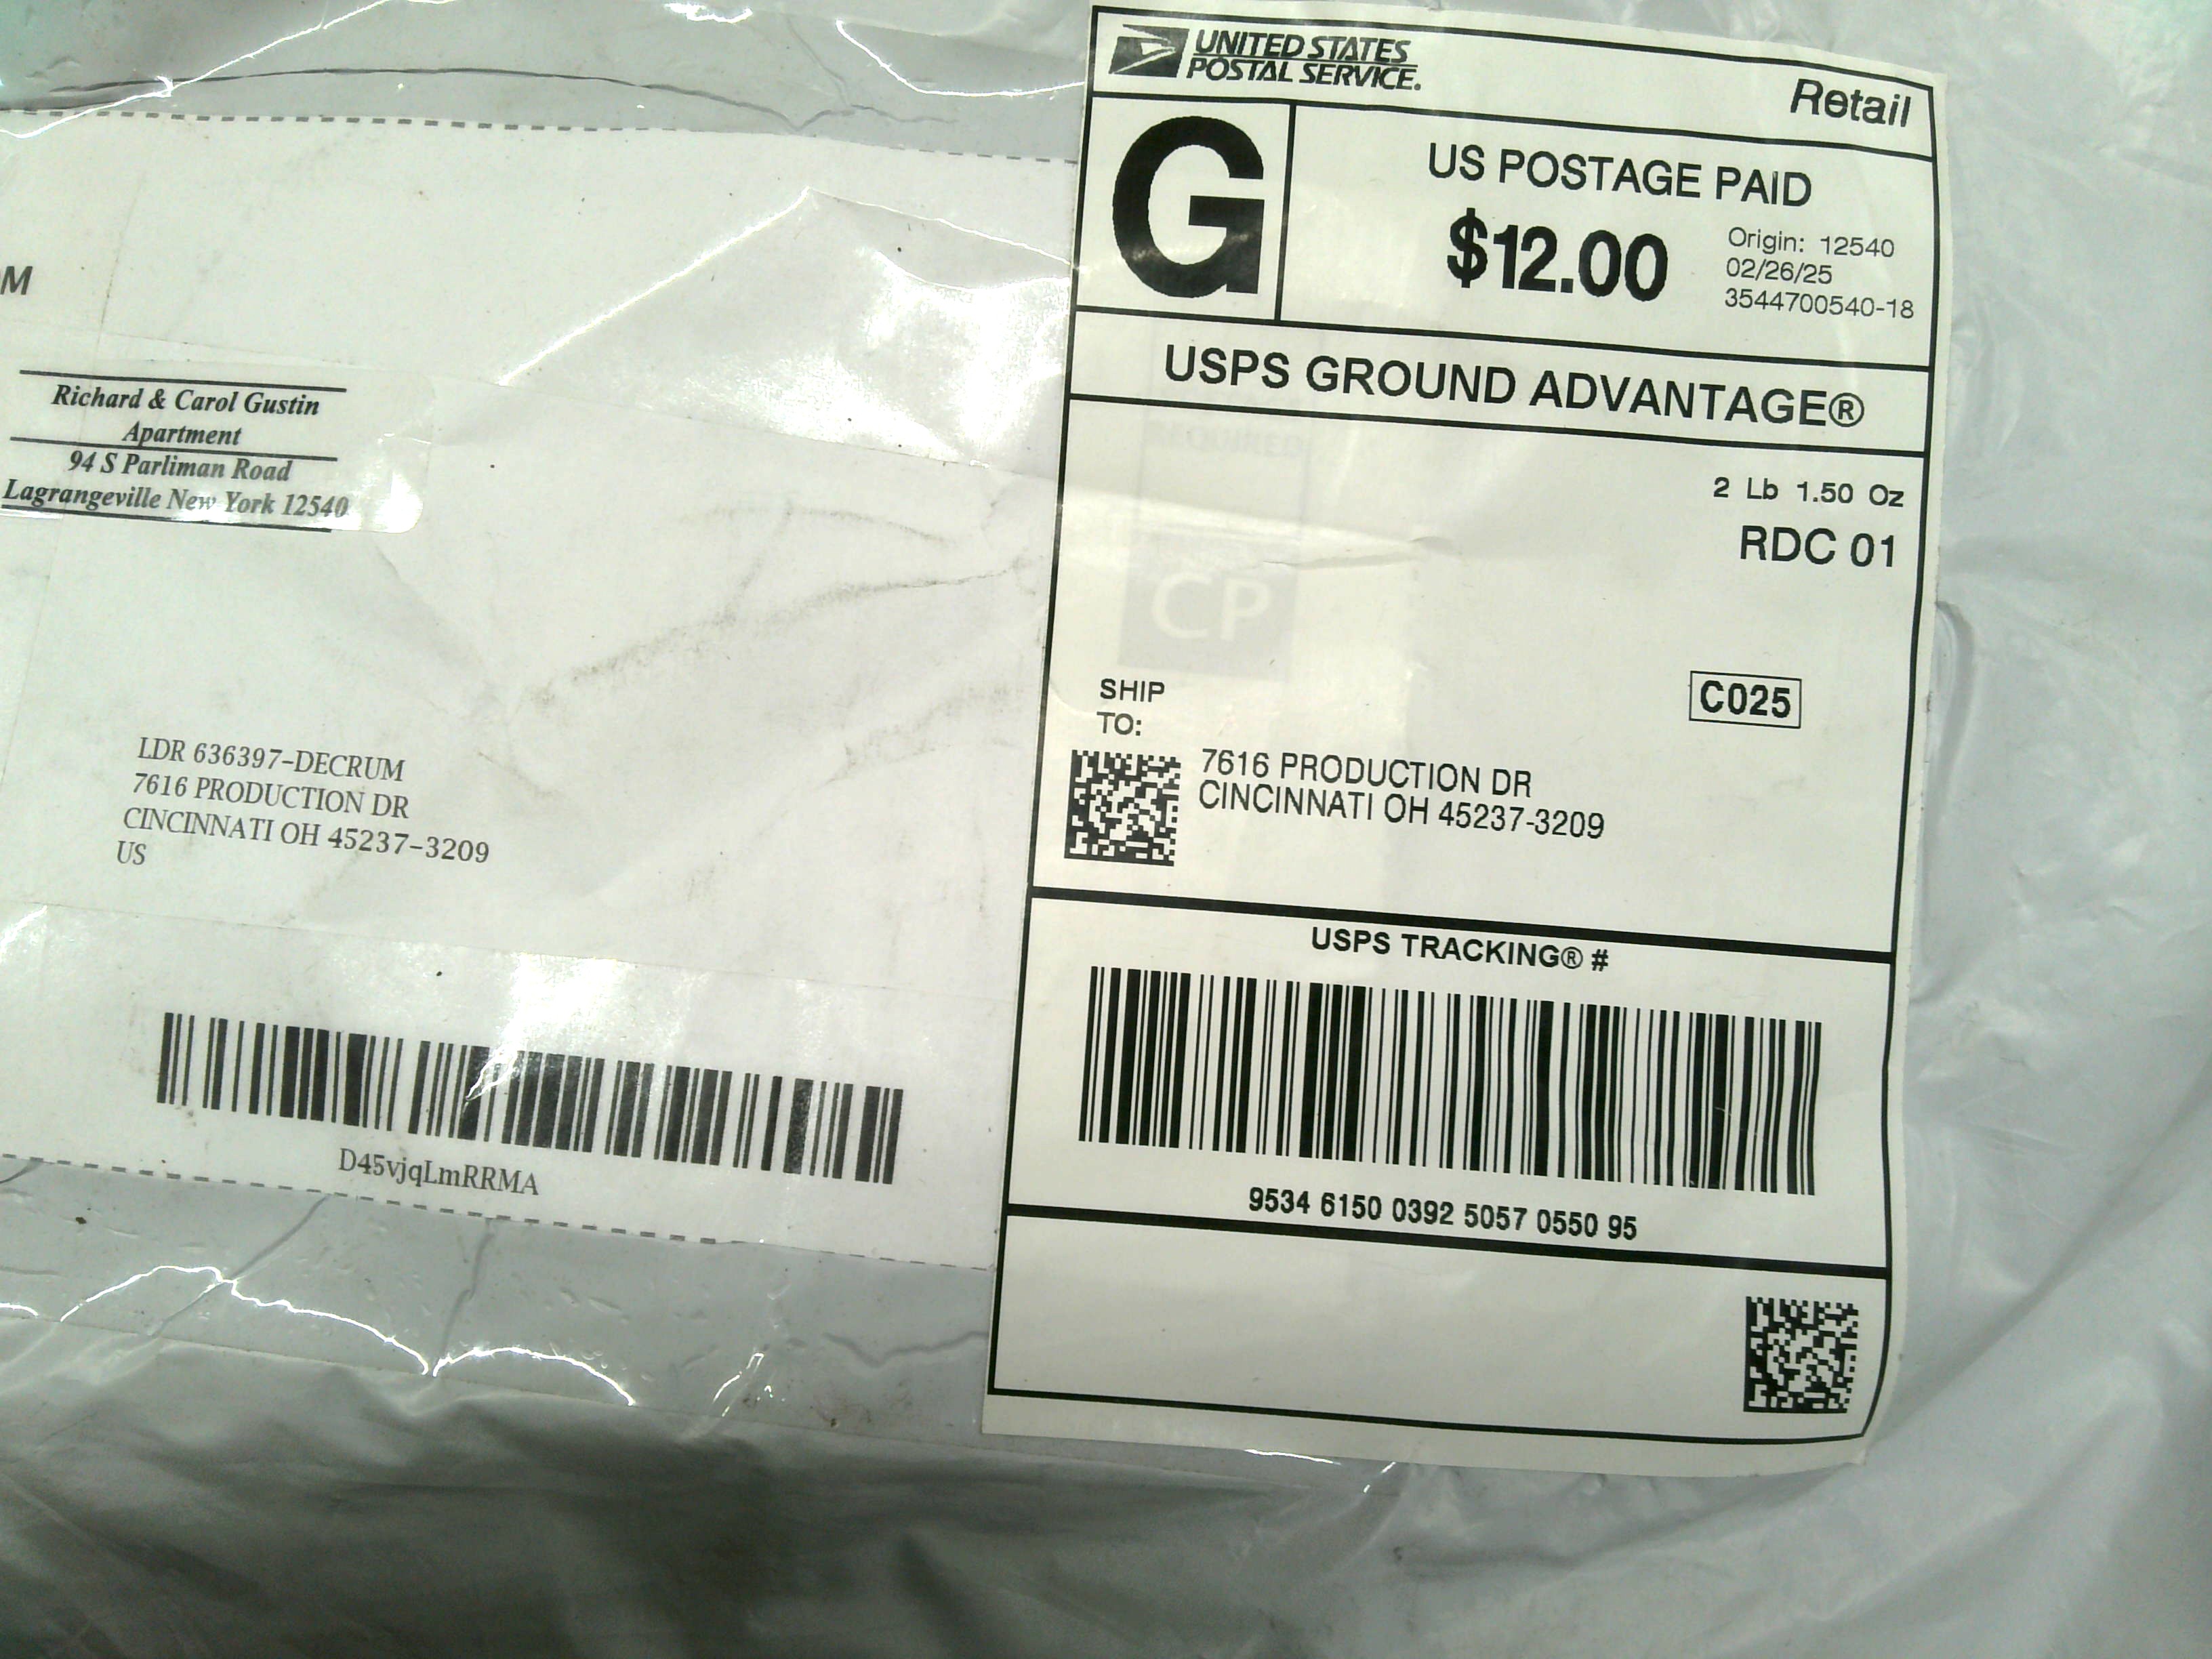 M
Richard & Carol Gustin
Apartment
94 S Parliman Road
Lagrangeville New York 12540
LDR 636397-DECRUM
7616 PRODUCTION DR
CINCINNATI OH 45237-3209
US
D45vjqLmRRMA
UNITED STATES
POSTAL SERVICE.
Retail
G
US POSTAGE PAID
$12.00
Origin: 12540
02/26/25
3544700540-18
USPS GROUND ADVANTAGE®
REQUIRED
2 Lb 1.50 Oz
RDC 01
CP
C025
SHIP
TO:
7616 PRODUCTION DR
CINCINNATI OH 45237-3209
USPS TRACKING® #
9534 6150 0392 5057 0550 95